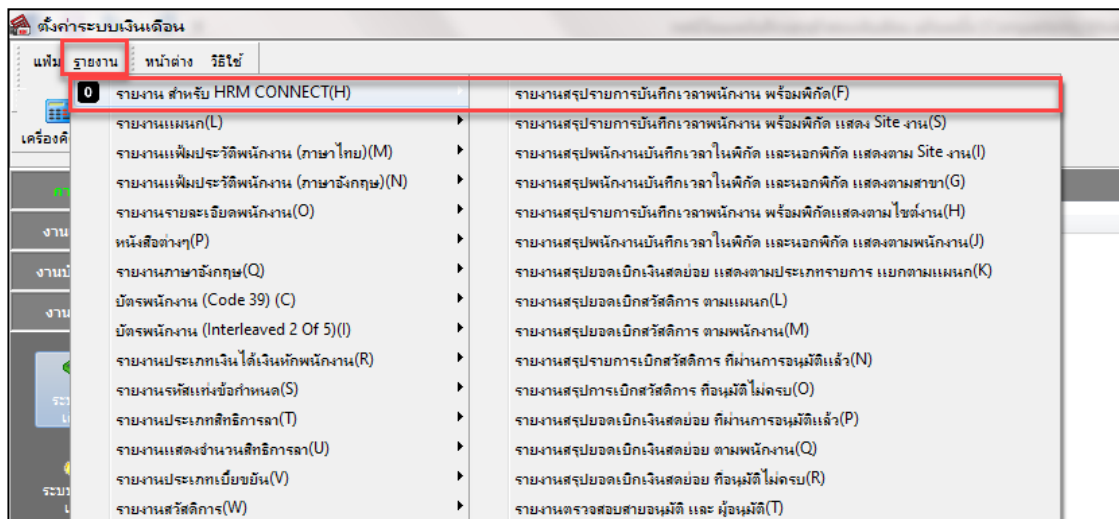 ตั้งค่าระบบเงินเดือน
แฟ้ม รายงาน หน้าต่าง วิธีใช้
0 รายงาน สำหรับ HRM CONNECT(H)
รายงานแผนก(L)
รายงานแฟ้มประวัติพนักงาน (ภาษาไทย)(M)
รายงานแฟ้มประวัติพนักงาน (ภาษาอังกฤษ)(N)
รายงานรายละเอียดพนักงาน(O)
หนังสือต่างๆ(P)
รายงานภาษาอังกฤษ(Q)
บัตรพนักงาน (Code 39) (C)
บัตรพนักงาน (Interleaved 2 Of 5)(I)
รายงานประเภทเงินได้เงินหักพนักงาน(R)
รายงานรหัสแท่งข้อกำหนด(S)
รายงานประเภทสิทธิการลา(T)
รายงานแสดงจำนวนสิทธิการลา(U)
รายงานประเภทเบี้ยขยัน(V)
รายงานสวัสดิการ(W)
รายงานสรุปรายการบันทึกเวลาพนักงาน พร้อมพิกัด(F)
รายงานสรุปรายการบันทึกเวลาพนักงาน พร้อมพิกัด แสดง Site งาน(S)
รายงานสรุปพนักงานบันทึกเวลาในพิกัด และนอกพิกัด แสดงตาม Site งาน(I)
รายงานสรุปพนักงานบันทึกเวลาในพิกัด และนอกพิกัด แสดงตามสาขา(G)
รายงานสรุปรายการบันทึกเวลาพนักงาน พร้อมพิกัดแสดงตามไซต์งาน(H)
รายงานสรุปพนักงานบันทึกเวลาในพิกัด และนอกพิกัด แสดงตามพนักงาน(J)
รายงานสรุปยอดเบิกเงินสดย่อย แสดงตามประเภทรายการ แยกตามแผนก(K)
รายงานสรุปยอดเบิกสวัสดิการ ตามแผนก(L)
รายงานสรุปยอดเบิกสวัสดิการ ตามพนักงาน(M)
รายงานสรุปรายการเบิกสวัสดิการ ที่ผ่านการอนุมัติแล้ว(N)
รายงานสรุปการเบิกสวัสดิการ ที่อนุมัติไม่ครบ(O)
รายงานสรุปยอดเบิกเงินสดย่อย ที่ผ่านการอนุมัติแล้ว(P)
รายงานสรุปยอดเบิกเงินสดย่อย ตามพนักงาน(Q)
รายงานสรุปยอดเบิกเงินสดย่อย ที่อนุมัติไม่ครบ(R)
รายงานตรวจสอบสายอนุมัติ และ ผู้อนุมัติ(T)